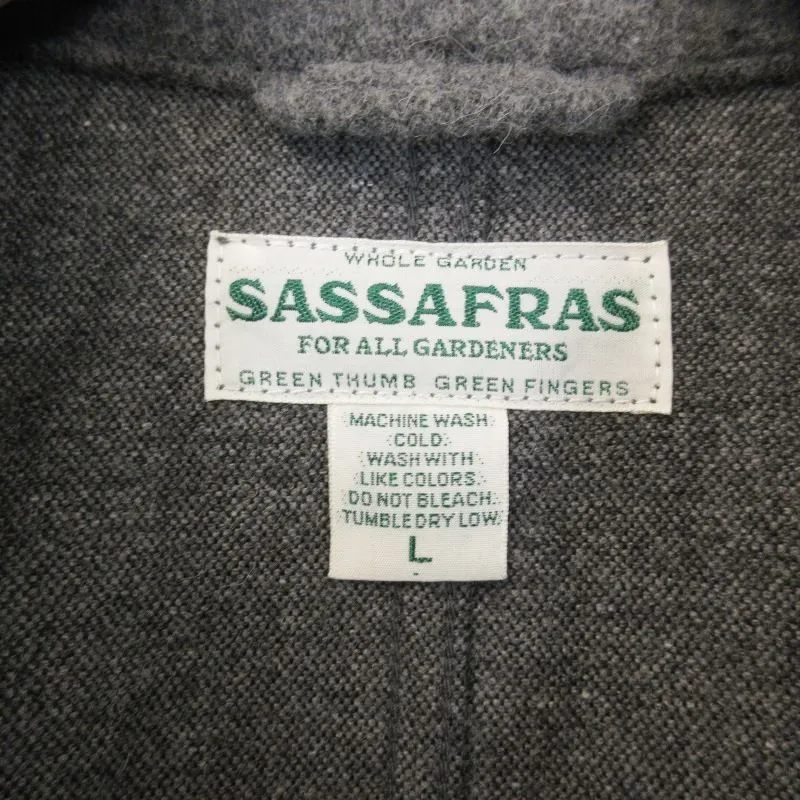 WHOLE GARDEN
SASSAFRAS
FOR ALL GARDENERS
GREEN THUMB GREEN FINGERS
MACHINE WASH
COLD.
WASH WITH
LIKE COLORS.
DO NOT BLEACH.
TUMBLE DRY LOW.
L